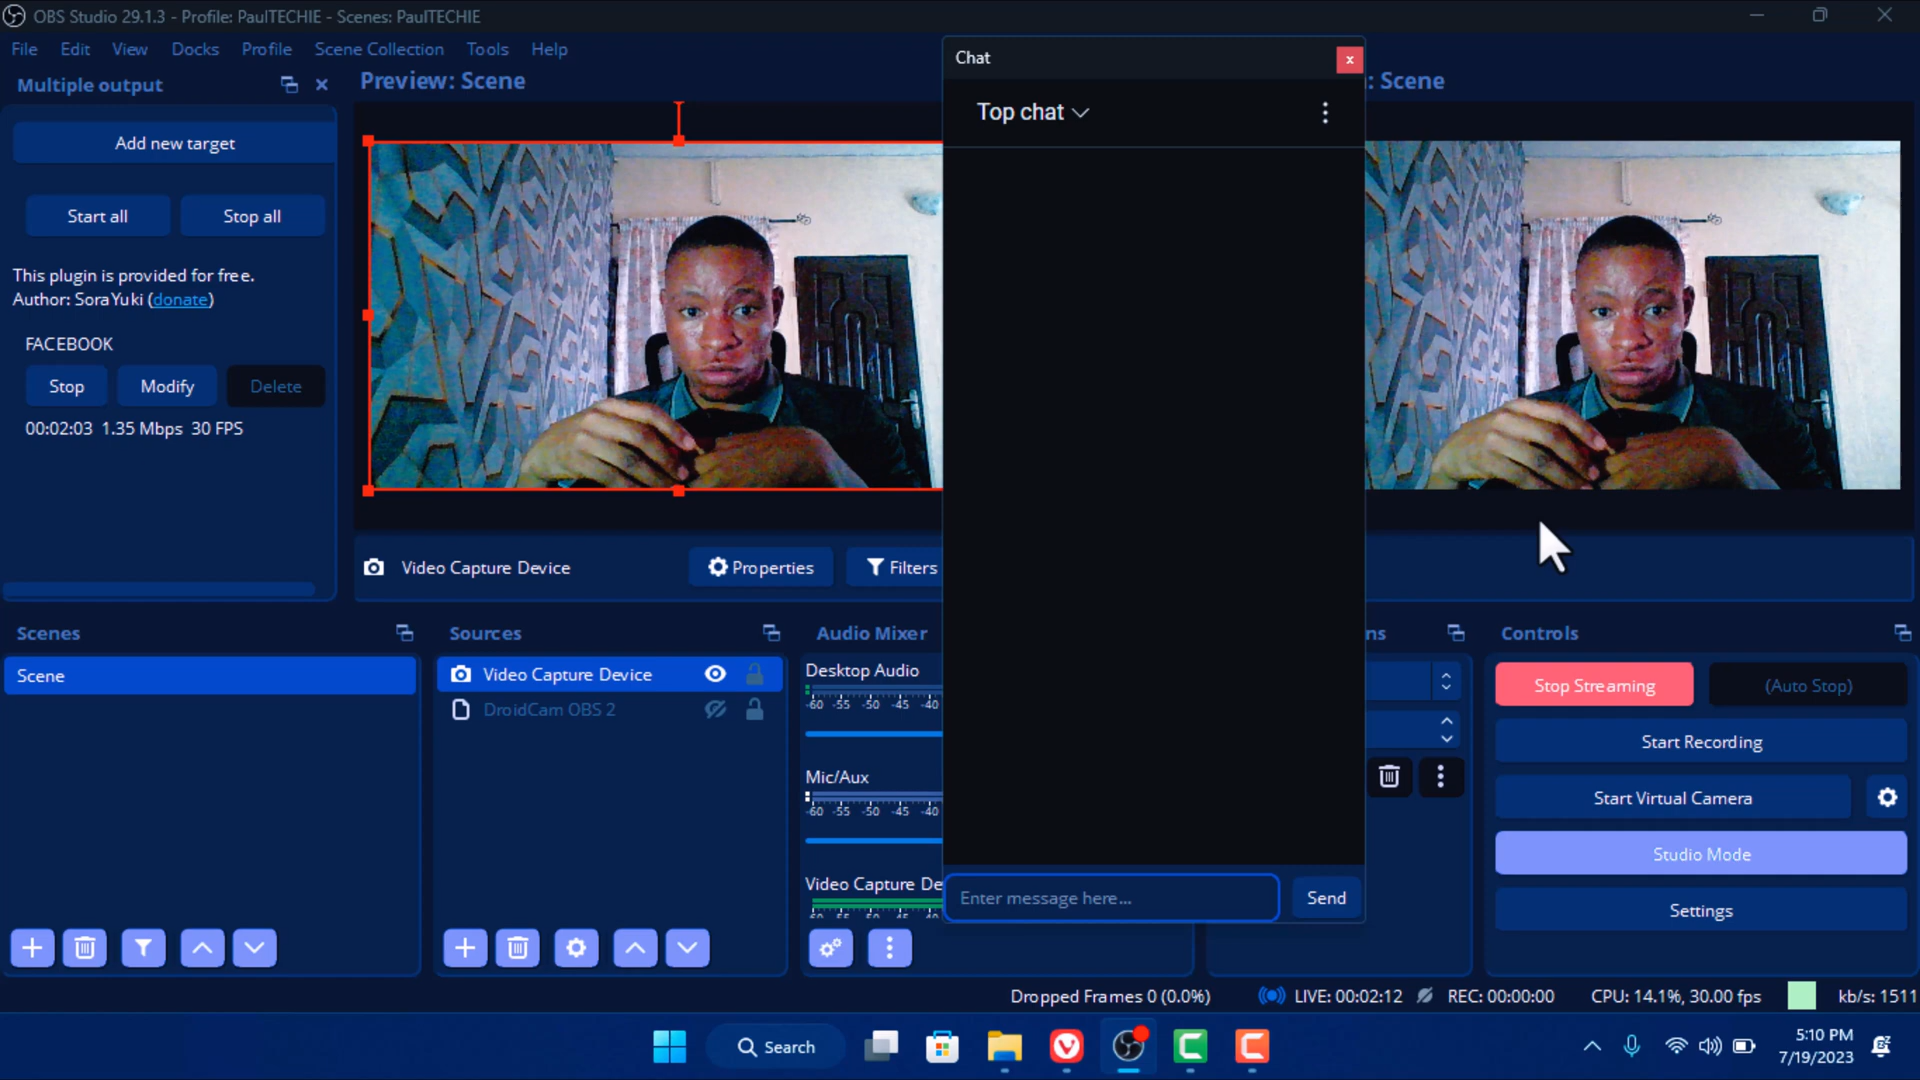 OBS Studio 29.1.3 - Profile: PaulTECHIE - Scenes: PaulTECHIE
File Edit View Docks Profile Scene Collection Tools Help
Multiple output
Add new target
Start all Stop all
This plugin is provided for free.
Author: SoraYuki (donate)
FACEBOOK
Stop Modify Delete
00:02:03 1.35 Mbps 30 FPS
Preview: Scene
: Scene
Chat
x
Top chat
Enter message here...
Send
Video Capture Device Properties Filters
Scenes
Scene
Sources
Video Capture Device
DroidCam OBS 2
Audio Mixer
Desktop Audio
-60 -55 -50 -45 -40
Mic/Aux
-60 -55 -50 -45 -40
Video Capture De
-60 -55 -50 -45 -40
ns
Controls
Stop Streaming (Auto Stop)
Start Recording
Start Virtual Camera
Studio Mode
Settings
Dropped Frames 0 (0.0%) LIVE: 00:02:12 REC: 00:00:00 CPU: 14.1%, 30.00 fps kb/s: 1511
Search
5:10 PM
7/19/2023